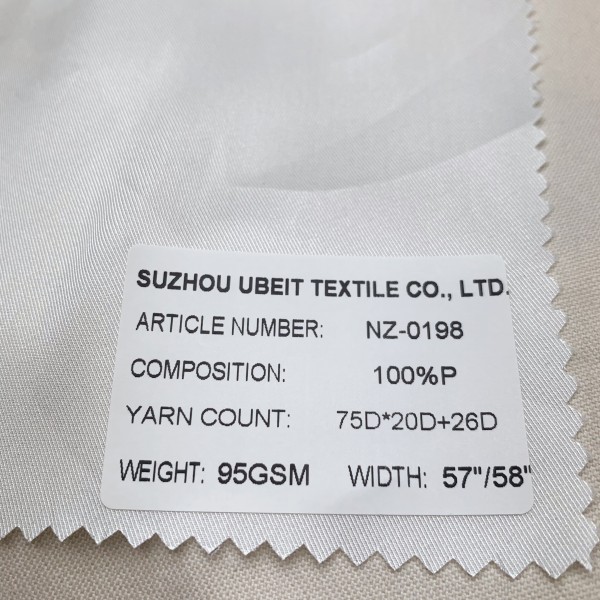 SUZHOU UBEIT TEXTILE CO., LTD.
ARTICLE NUMBER: NZ-0198
COMPOSITION: 100%P
YARN COUNT: 75D*20D+26D
WEIGHT: 95GSM WIDTH: 57"/58"